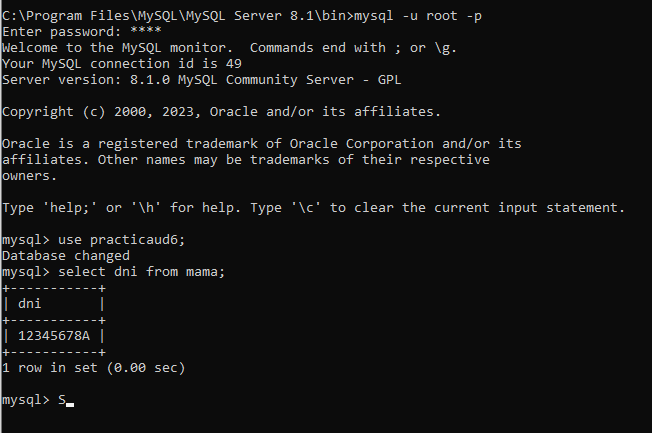 C:\Program Files\MySQL\MySQL Server 8.1\bin>mysql -u root -p
Enter password: ****
Welcome to the MySQL monitor.  Commands end with ; or \g.
Your MySQL connection id is 49
Server version: 8.1.0 MySQL Community Server - GPL
Copyright (c) 2000, 2023, Oracle and/or its affiliates.
Oracle is a registered trademark of Oracle Corporation and/or its
affiliates. Other names may be trademarks of their respective
owners.
Type 'help;' or '\h' for help. Type '\c' to clear the current input statement.
mysql> use practicaud6;
Database changed
mysql> select dni from mama;
+-----------+
| dni       |
+-----------+
| 12345678A |
+-----------+
1 row in set (0.00 sec)
mysql> S